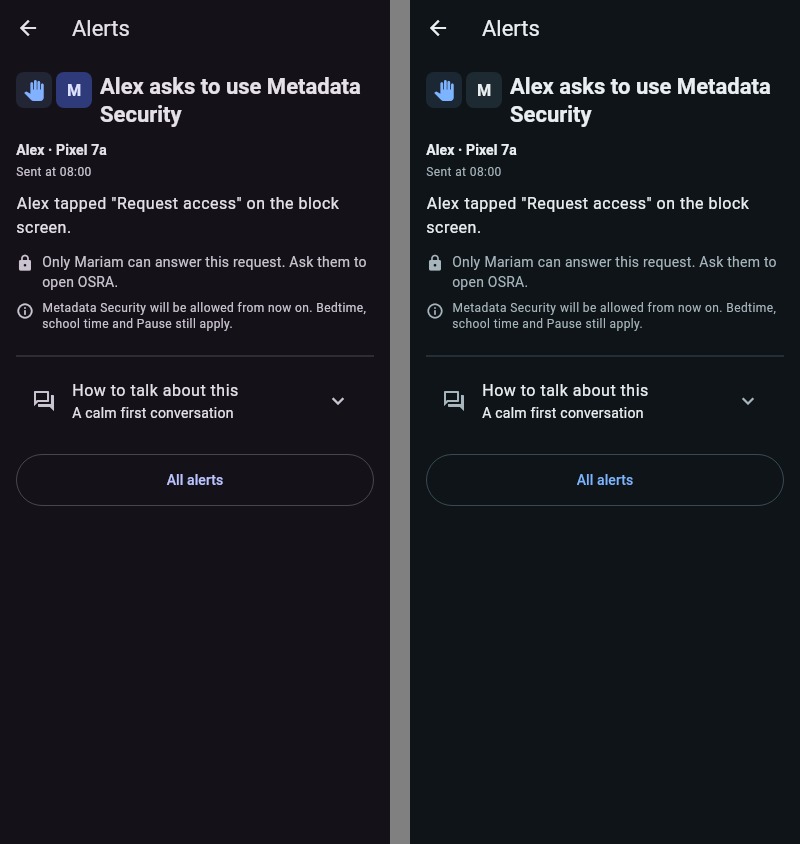 Alerts
M
Alex asks to use Metadata
Security
Alex · Pixel 7a
Sent at 08:00
Alex tapped "Request access" on the block
screen.
Only Mariam can answer this request. Ask them to
open OSRA.
Metadata Security will be allowed from now on. Bedtime,
school time and Pause still apply.
How to talk about this
A calm first conversation
All alerts
Alerts
M
Alex asks to use Metadata
Security
Alex · Pixel 7a
Sent at 08:00
Alex tapped "Request access" on the block
screen.
Only Mariam can answer this request. Ask them to
open OSRA.
Metadata Security will be allowed from now on. Bedtime,
school time and Pause still apply.
How to talk about this
A calm first conversation
All alerts